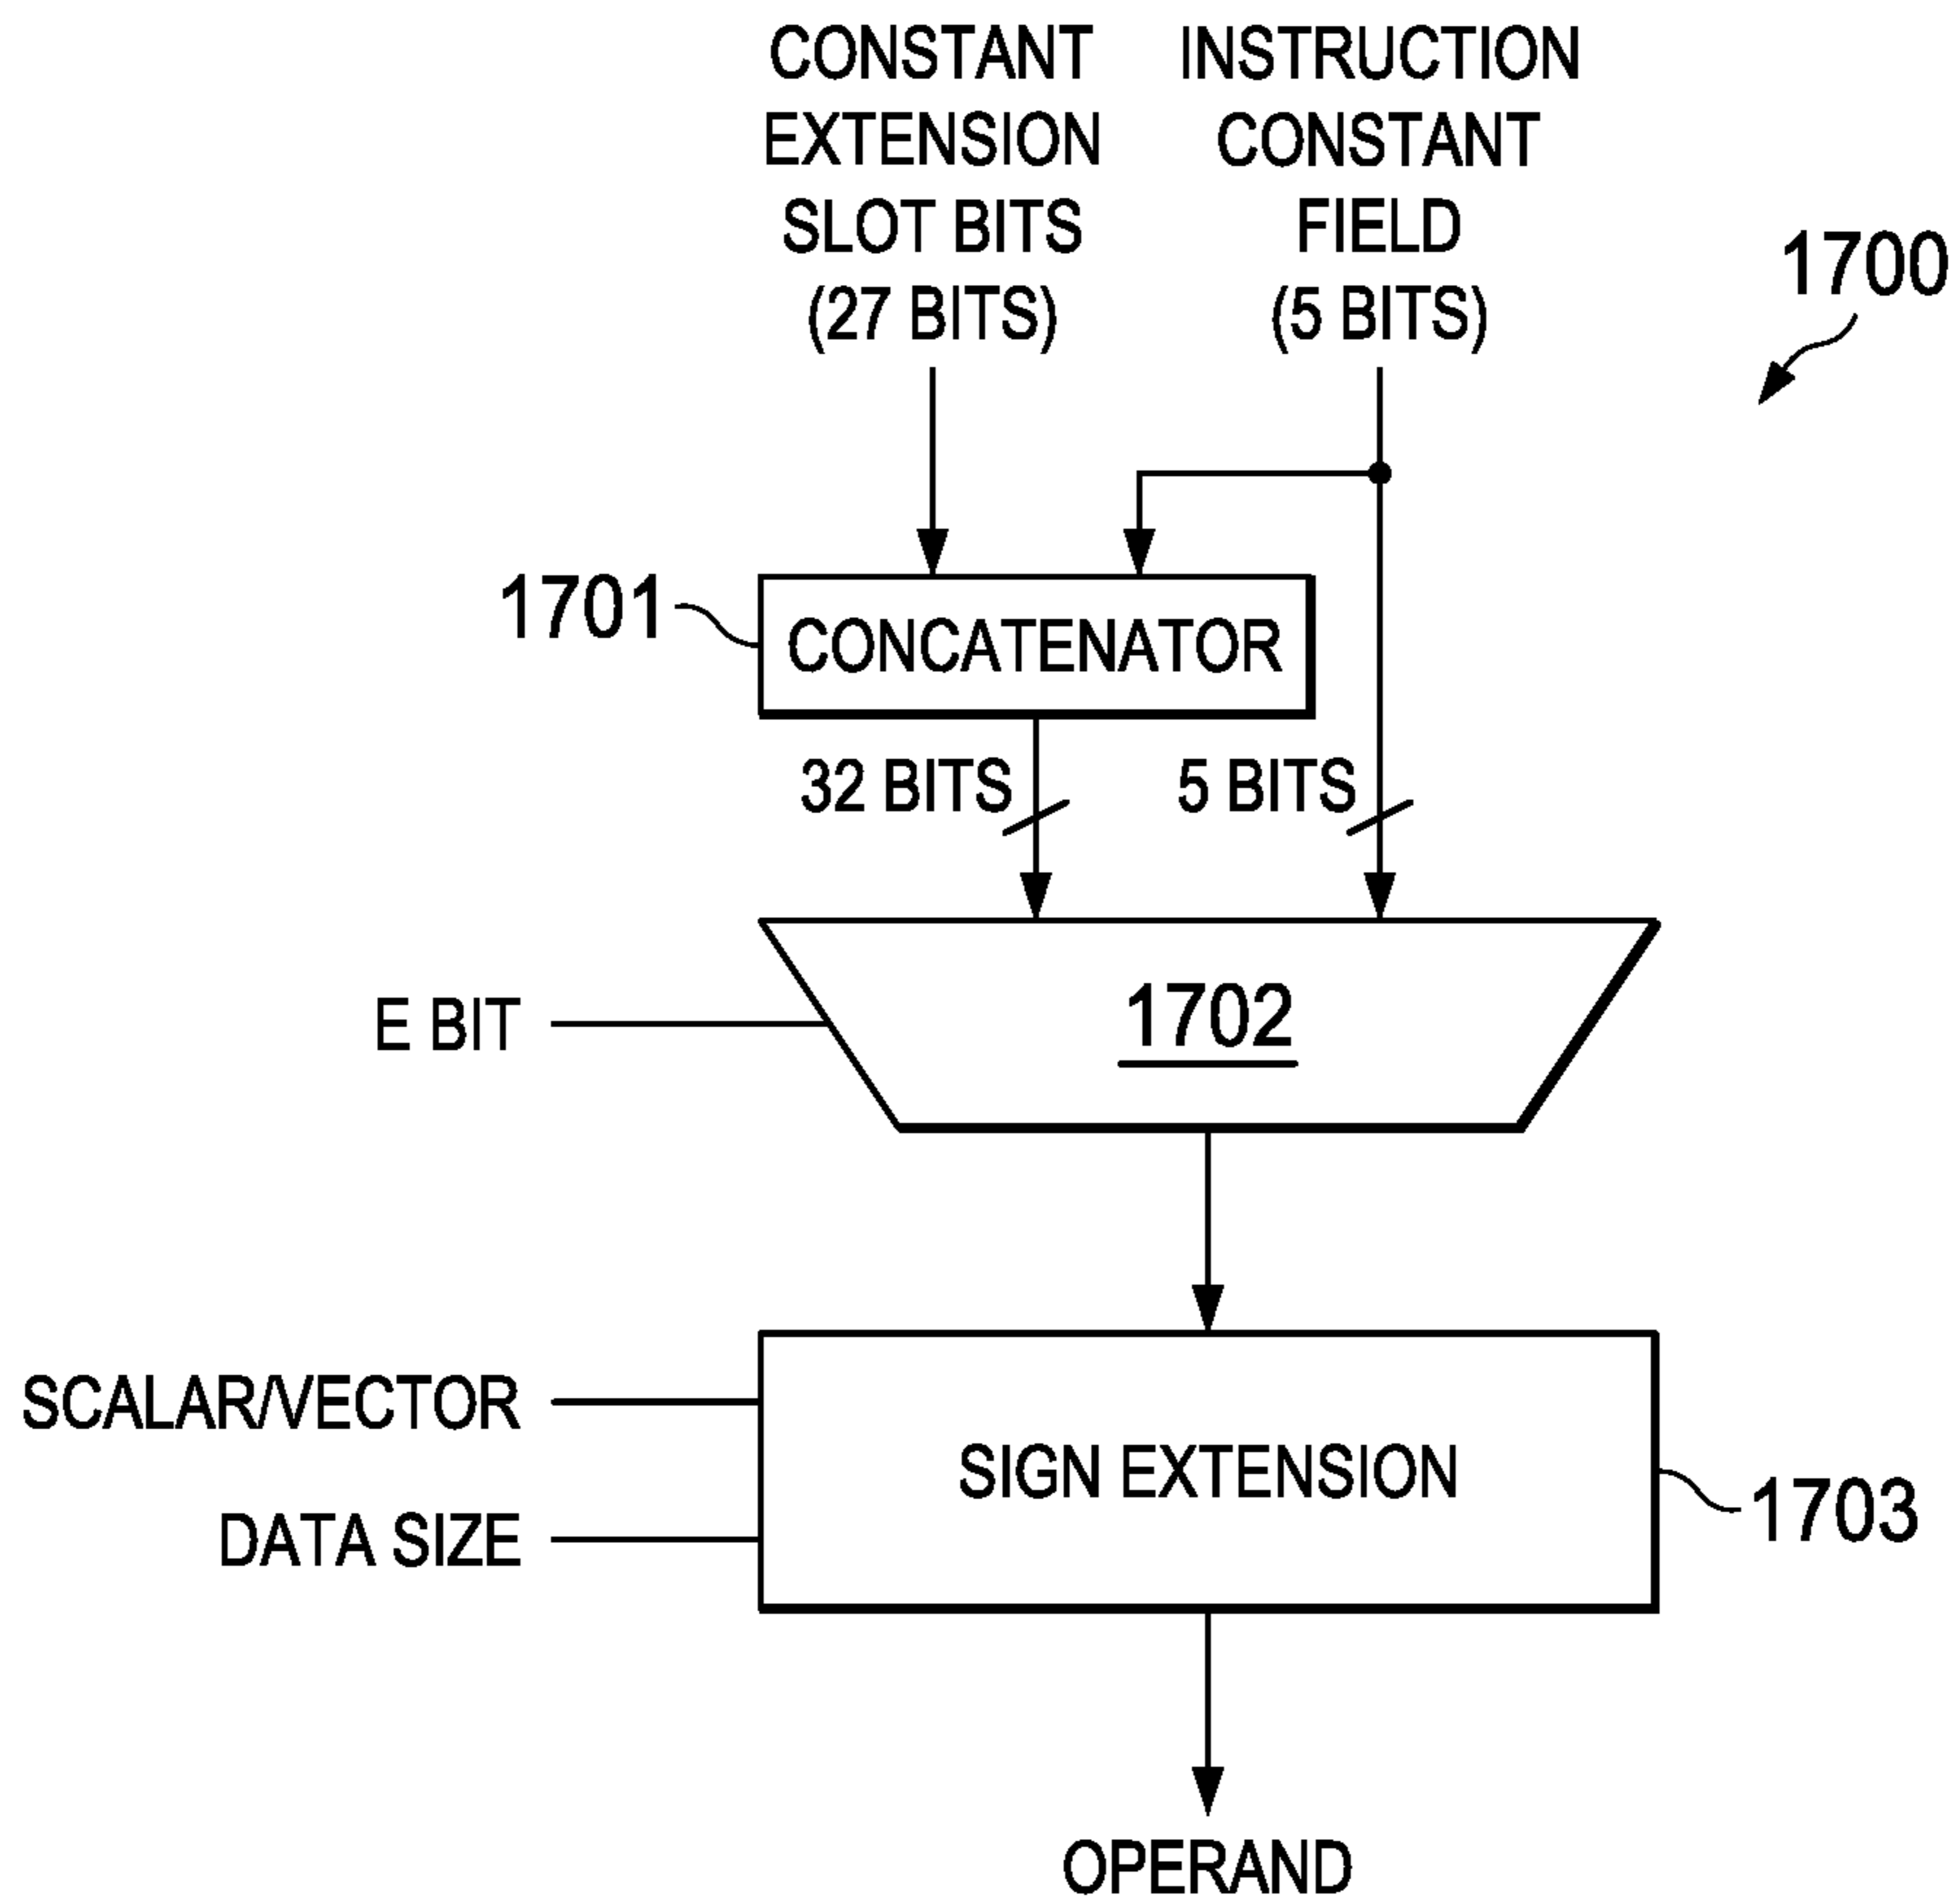 CONSTANT
EXTENSION
SLOT BITS
(27 BITS)
INSTRUCTION
CONSTANT
FIELD
(5 BITS)
1700
1701
CONCATENATOR
32 BITS
5 BITS
E BIT
1702
SCALAR/VECTOR
DATA SIZE
SIGN EXTENSION
1703
OPERAND